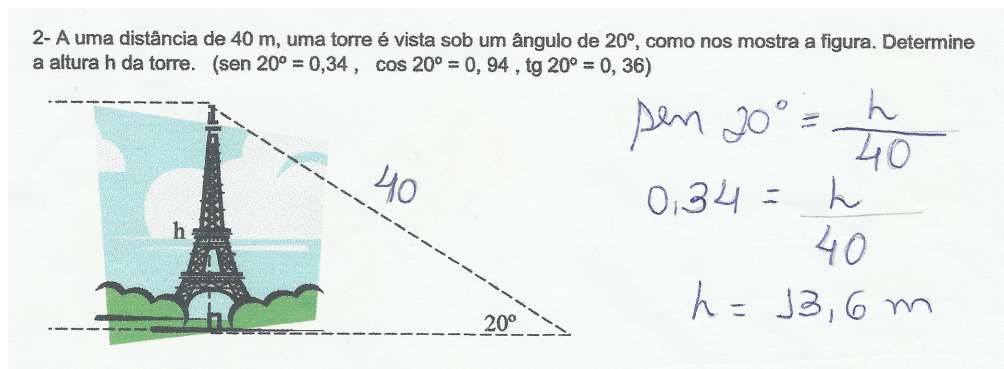 2- A uma distância de 40 m, uma torre é vista sob um ângulo de 20º, como nos mostra a figura. Determine
a altura h da torre. (sen 20º = 0,34 , cos 20º = 0, 94 , tg 20º = 0, 36)
sen 20° = h/40
40
0,34 = h/40
h
h = 13,6 m
20º